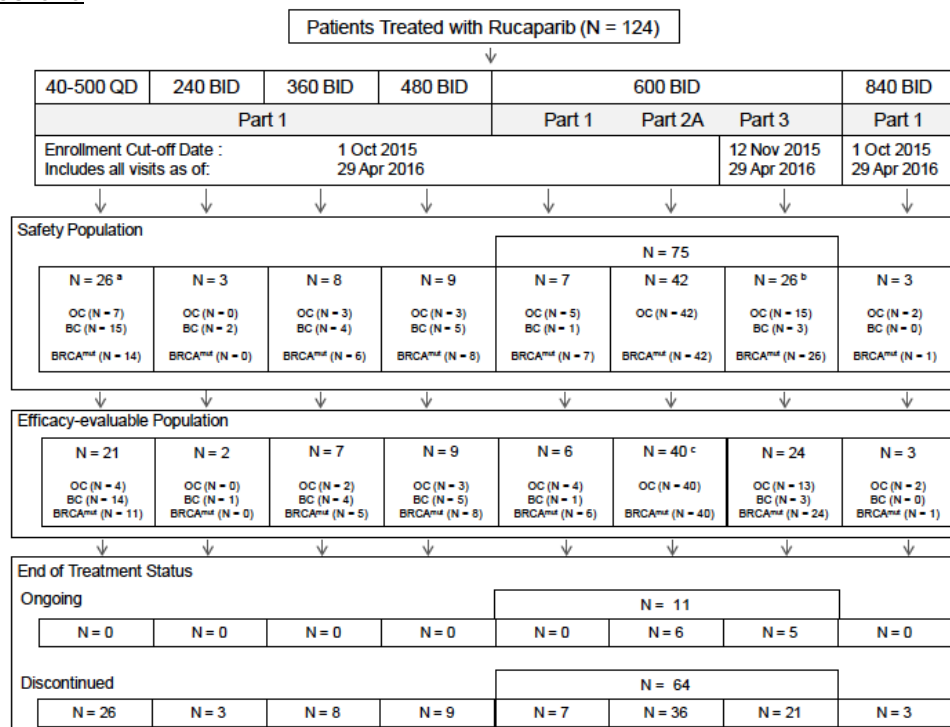 Patients Treated with Rucaparib (N = 124)
40-500 QD 240 BID 360 BID 480 BID 600 BID 840 BID
Part 1 Part 1 Part 2A Part 3 Part 1
Enrollment Cut-off Date : 1 Oct 2015 12 Nov 2015 1 Oct 2015
Includes all visits as of: 29 Apr 2016 29 Apr 2016 29 Apr 2016
Safety Population
N = 75
N = 26 a N = 3 N = 8 N = 9 N = 7 N = 42 N = 26 b N = 3
OC (N = 7) OC (N = 0) OC (N = 3) OC (N = 3) OC (N = 5) OC (N = 42) OC (N = 15) OC (N = 2)
BC (N = 15) BC (N = 2) BC (N = 4) BC (N = 5) BC (N = 1) BC (N = 3) BC (N = 0)
BRCAmut (N = 14) BRCAmut (N = 0) BRCAmut (N = 6) BRCAmut (N = 8) BRCAmut (N = 7) BRCAmut (N = 42) BRCAmut (N = 26) BRCAmut (N = 1)
Efficacy-evaluable Population
N = 21 N = 2 N = 7 N = 9 N = 6 N = 40 c N = 24 N = 3
OC (N = 4) OC (N = 0) OC (N = 2) OC (N = 3) OC (N = 4) OC (N = 40) OC (N = 13) OC (N = 2)
BC (N = 14) BC (N = 1) BC (N = 4) BC (N = 5) BC (N = 1) BC (N = 3) BC (N = 0)
BRCAmut (N = 11) BRCAmut (N = 0) BRCAmut (N = 5) BRCAmut (N = 8) BRCAmut (N = 6) BRCAmut (N = 40) BRCAmut (N = 24) BRCAmut (N = 1)
End of Treatment Status
Ongoing
N = 11
N = 0 N = 0 N = 0 N = 0 N = 0 N = 6 N = 5 N = 0
Discontinued
N = 64
N = 26 N = 3 N = 8 N = 9 N = 7 N = 36 N = 21 N = 3